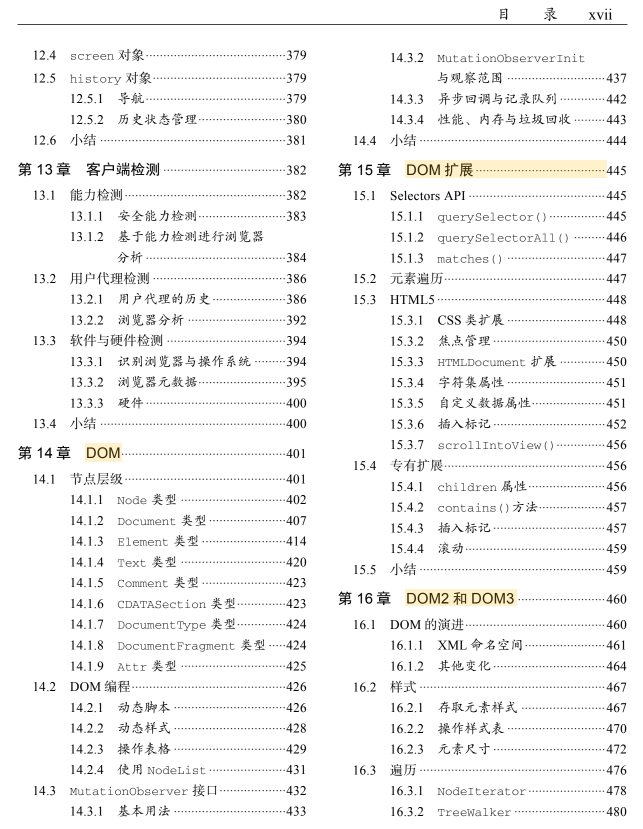 目 录 xvii
12.4 screen 对象 379
12.5 history 对象 379
12.5.1 导航 379
12.5.2 历史状态管理 380
12.6 小结 381
第 13 章 客户端检测 382
13.1 能力检测 382
13.1.1 安全能力检测 383
13.1.2 基于能力检测进行浏览器
分析 384
13.2 用户代理检测 386
13.2.1 用户代理的历史 386
13.2.2 浏览器分析 392
13.3 软件与硬件检测 394
13.3.1 识别浏览器与操作系统 394
13.3.2 浏览器元数据 395
13.3.3 硬件 400
13.4 小结 400
第 14 章 DOM 401
14.1 节点层级 401
14.1.1 Node 类型 402
14.1.2 Document 类型 407
14.1.3 Element 类型 414
14.1.4 Text 类型 420
14.1.5 Comment 类型 423
14.1.6 CDATASection 类型 423
14.1.7 DocumentType 类型 424
14.1.8 DocumentFragment 类型 424
14.1.9 Attr 类型 425
14.2 DOM 编程 426
14.2.1 动态脚本 426
14.2.2 动态样式 428
14.2.3 操作表格 429
14.2.4 使用 NodeList 431
14.3 MutationObserver 接口 432
14.3.1 基本用法 433
14.3.2 MutationObserverInit
与观察范围 437
14.3.3 异步回调与记录队列 442
14.3.4 性能、内存与垃圾回收 443
14.4 小结 444
第 15 章 DOM 扩展 445
15.1 Selectors API 445
15.1.1 querySelector() 445
15.1.2 querySelectorAll() 446
15.1.3 matches() 447
15.2 元素遍历 447
15.3 HTML5 448
15.3.1 CSS 类扩展 448
15.3.2 焦点管理 450
15.3.3 HTMLDocument 扩展 450
15.3.4 字符集属性 451
15.3.5 自定义数据属性 451
15.3.6 插入标记 452
15.3.7 scrollIntoView() 456
15.4 专有扩展 456
15.4.1 children 属性 456
15.4.2 contains()方法 457
15.4.3 插入标记 457
15.4.4 滚动 459
15.5 小结 459
第 16 章 DOM2 和 DOM3 460
16.1 DOM 的演进 460
16.1.1 XML 命名空间 461
16.1.2 其他变化 464
16.2 样式 467
16.2.1 存取元素样式 467
16.2.2 操作样式表 470
16.2.3 元素尺寸 472
16.3 遍历 476
16.3.1 NodeIterator 478
16.3.2 TreeWalker 480